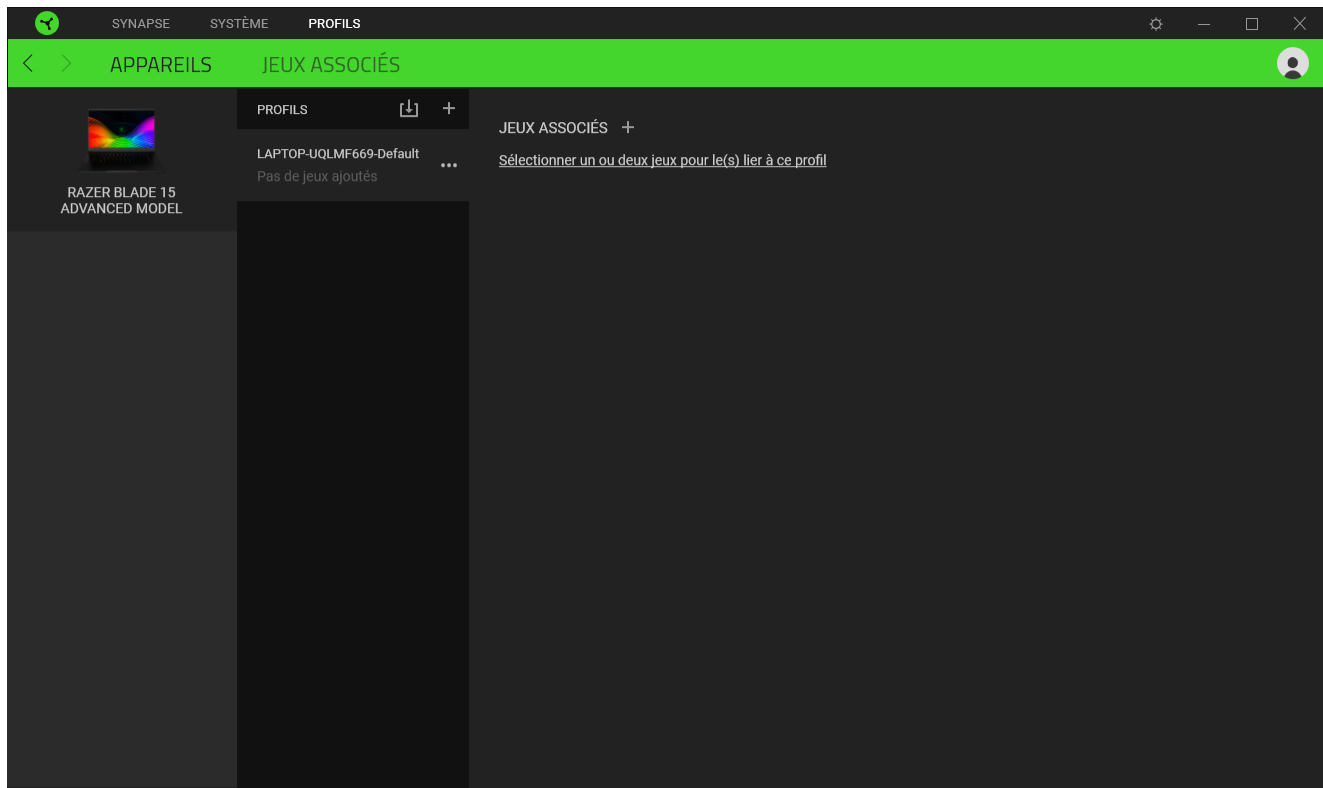 SYNAPSE SYSTÈME PROFILS
APPAREILS JEUX ASSOCIÉS
RAZER BLADE 15
ADVANCED MODEL
PROFILS
LAPTOP-UQLMF669-Default
Pas de jeux ajoutés
JEUX ASSOCIÉS
Sélectionner un ou deux jeux pour le(s) lier à ce profil